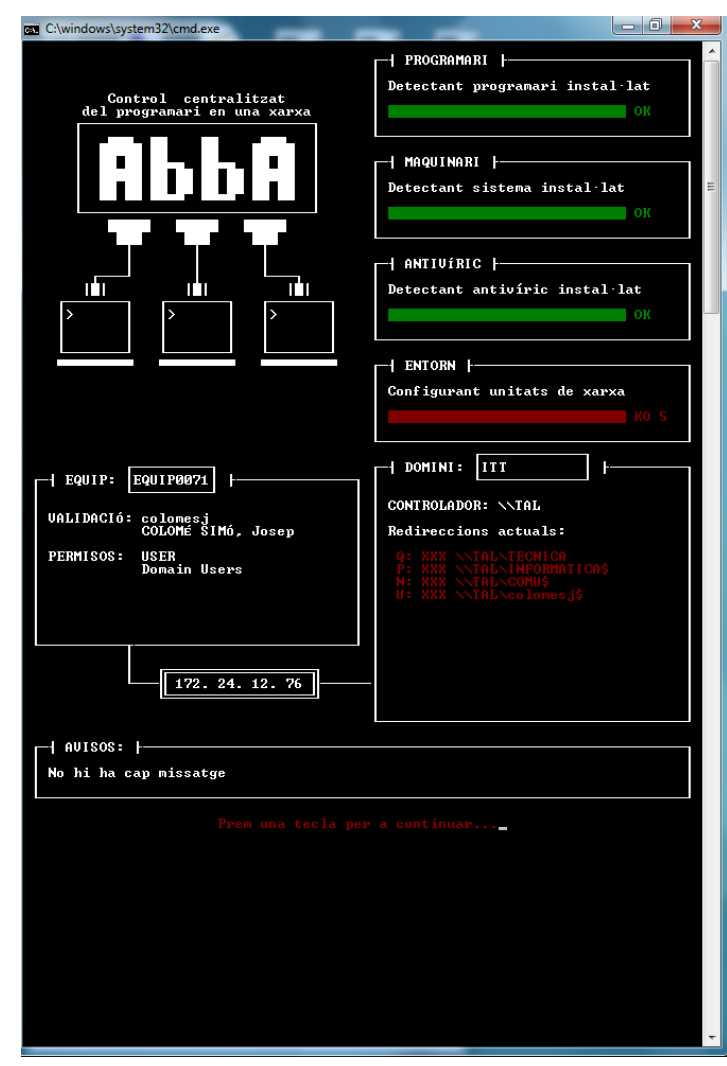 C:\windows\system32\cmd.exe
Control centralitzat
del programari en una xarxa
AbbA
>
>
>
PROGRAMARI
Detectant programari instal·lat
OK
MAQUINARI
Detectant sistema instal·lat
OK
ANTIVíRIC
Detectant antivíric instal·lat
OK
ENTORN
Configurant unitats de xarxa
KO 5
EQUIP: EQUIP0071
VALIDACIó: colomesj
COLOMÉ SIMó, Josep
PERMISOS: USER
Domain Users
172. 24. 12. 76
DOMINI: ITT
CONTROLADOR: \\TAL
Redireccions actuals:
Q: XXX \\TAL\TECNICA
P: XXX \\TAL\INFORMATICA$
N: XXX \\TAL\COMU$
U: XXX \\TAL\colomesj$
AVISOS:
No hi ha cap missatge
Prem una tecla per a continuar..._